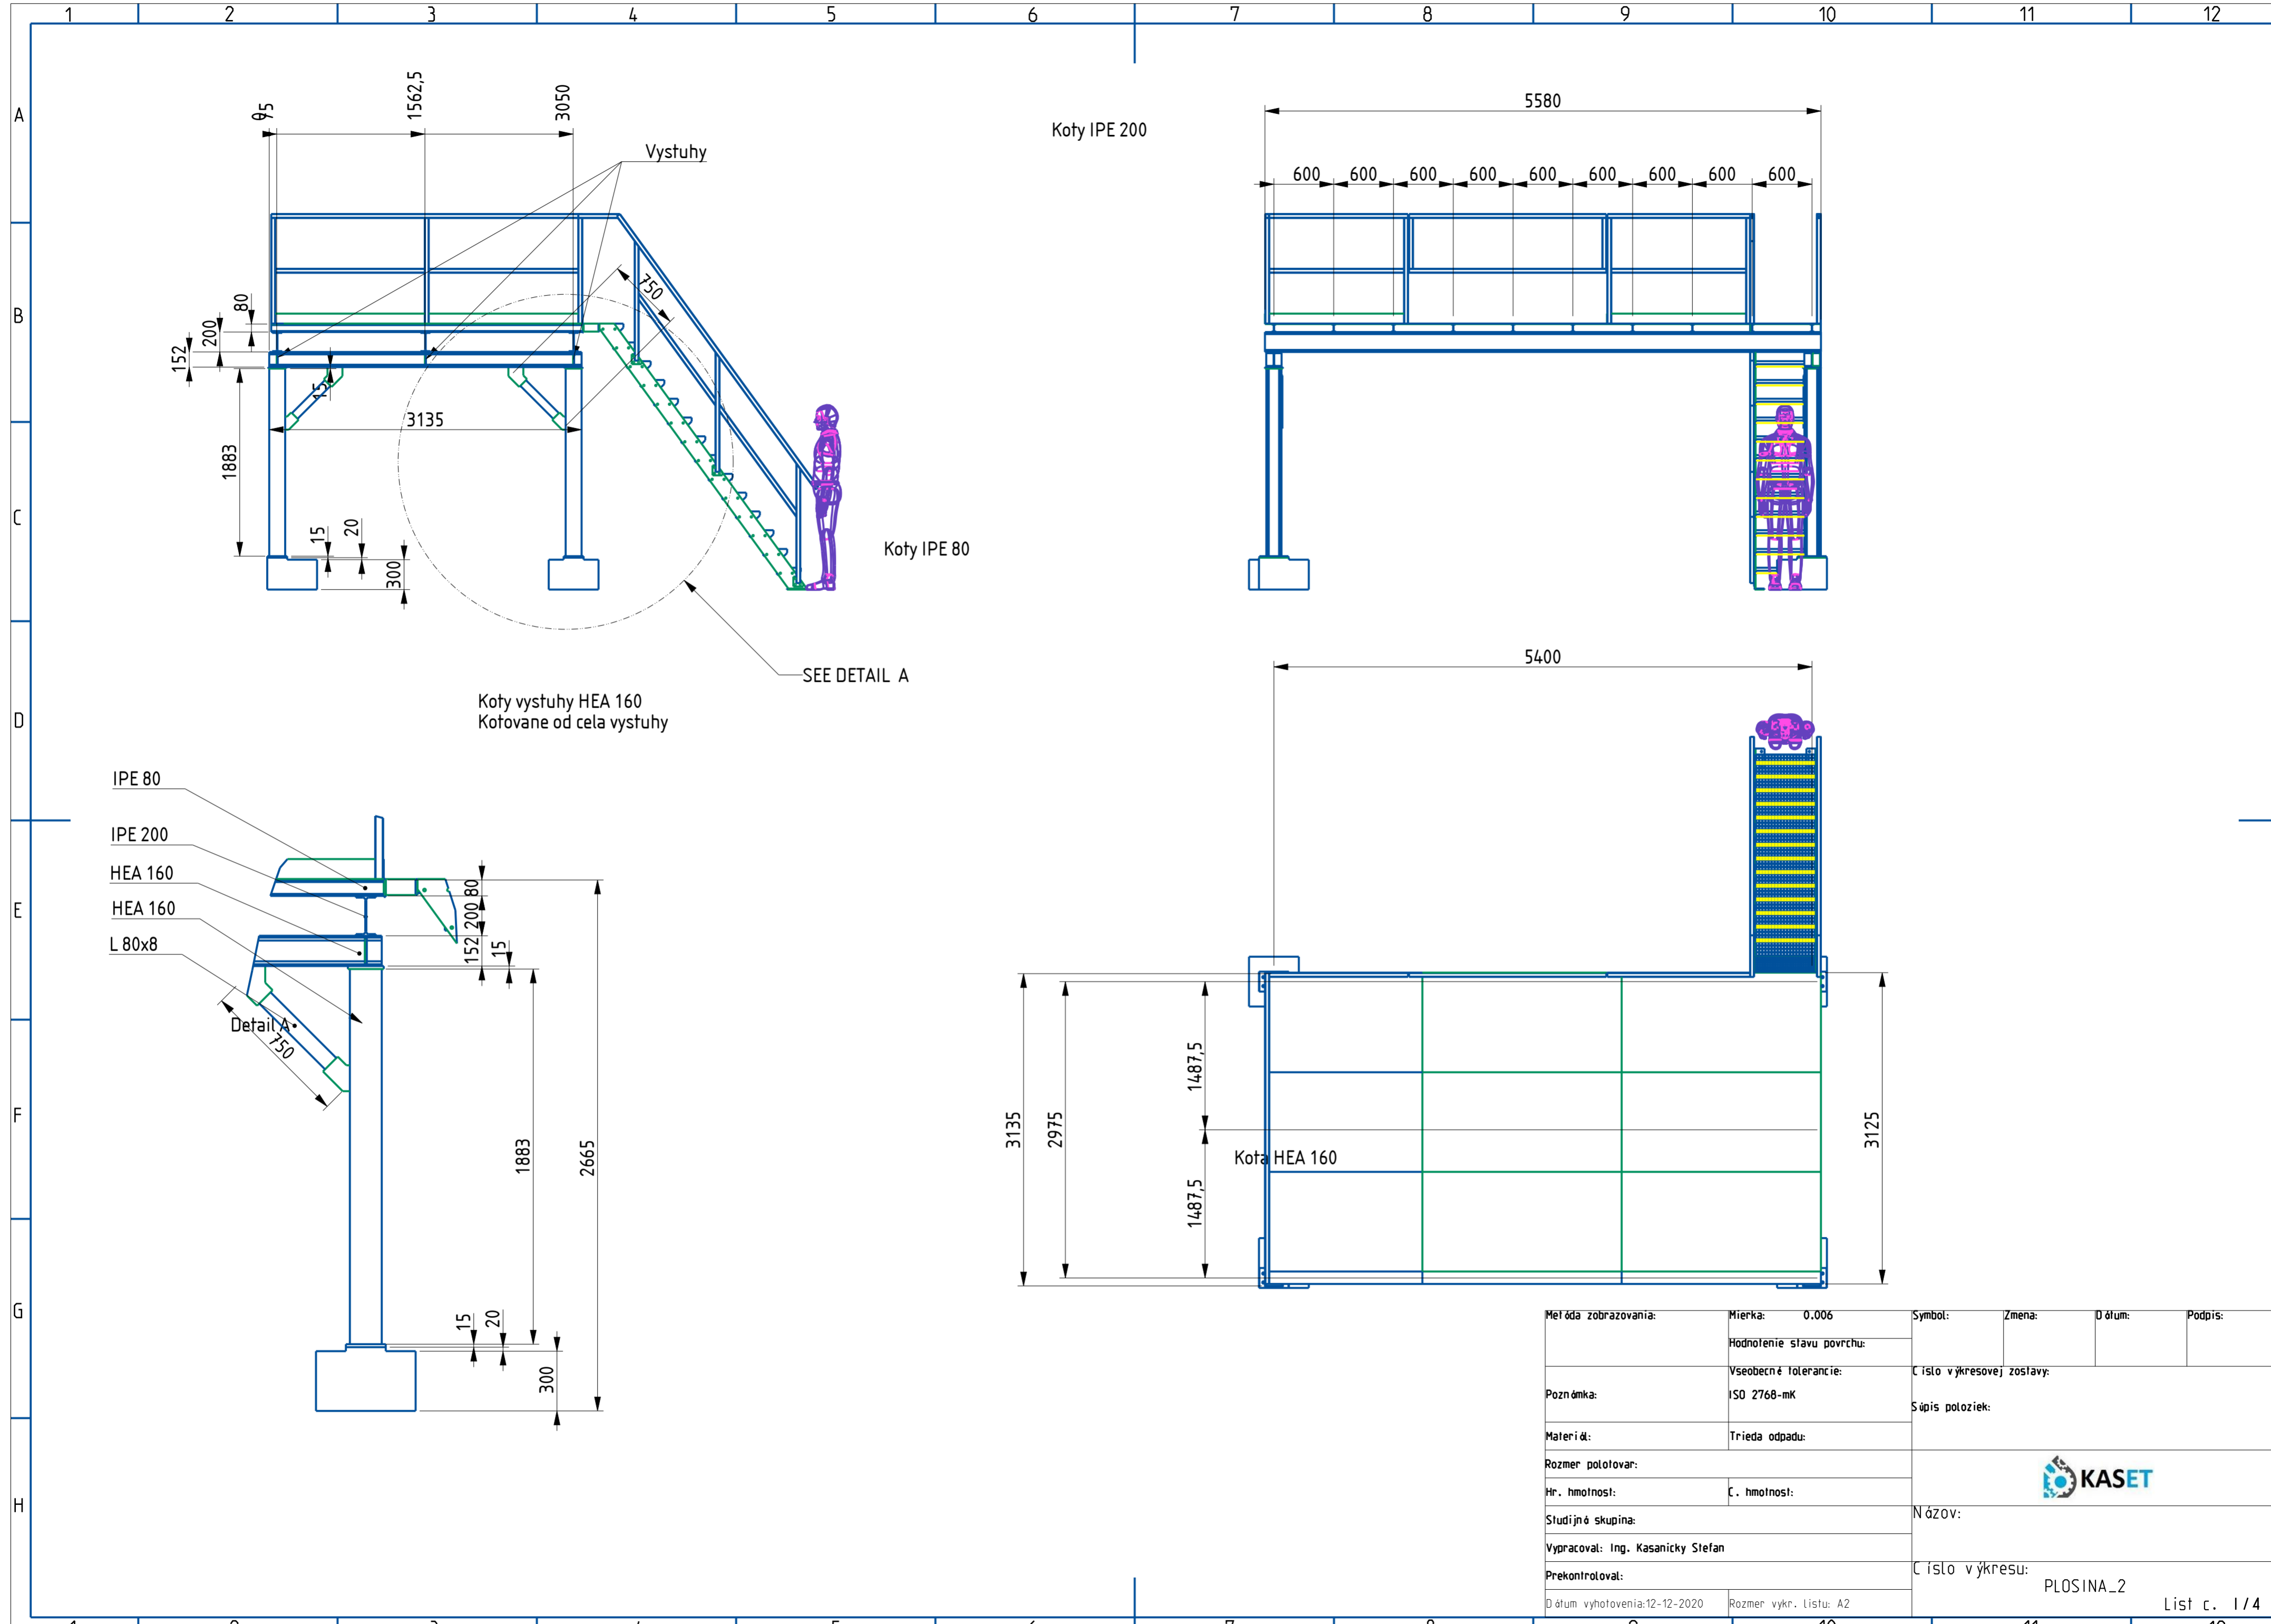 1 2 3 4 5 6 7 8 9 10 11 12
A
B
C
D
E
F
G
H
0
75
1562,5
3050
Vystuhy
80
200
152
15
750
3135
1883
15
20
300
SEE DETAIL A
Koty IPE 200
Koty IPE 80
Koty vystuhy HEA 160
Kotovane od cela vystuhy
5580
600 600 600 600 600 600 600 600 600
5400
3135
2975
1487,5
1487,5
Kota HEA 160
3125
IPE 80
IPE 200
HEA 160
HEA 160
L 80x8
Detail A
750
80
200
152
15
1883
2665
15
20
300
Metóda zobrazovania:
Mierka: 0.006
Symbol:
Zmena:
Dátum:
Podpis:
Hodnotenie stavu povrchu:
Vseobecné tolerancie:
ISO 2768-mK
Poznámka:
Císlo výkresovej zostavy:
Súpis poloziek:
Materiál:
Trieda odpadu:
Rozmer polotovar:
Hr. hmotnost:
C. hmotnost:
KASET
Studijná skupina:
Názov:
Vypracoval: Ing. Kasanicky Stefan
Prekontroloval:
Císlo výkresu:
PLOSINA_2
Dátum vyhotovenia:12-12-2020
Rozmer vykr. listu: A2
List c. 1/4